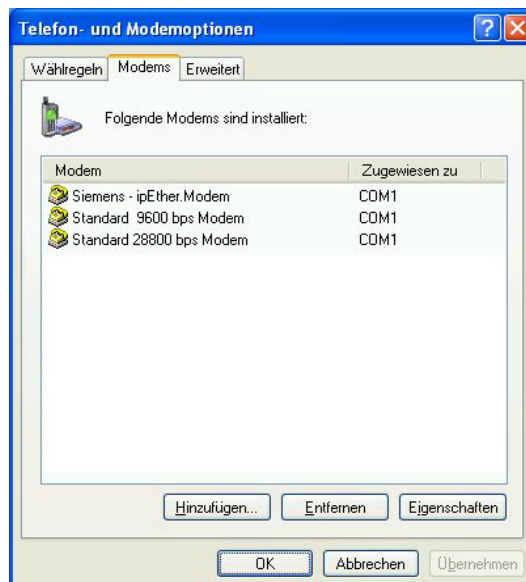 Telefon- und Modemoptionen
Wählregeln Modems Erweitert
Folgende Modems sind installiert:
Modem Zugewiesen zu
Siemens - ipEther.Modem COM1
Standard 9600 bps Modem COM1
Standard 28800 bps Modem COM1
Hinzufügen... Entfernen Eigenschaften
OK Abbrechen Übernehmen